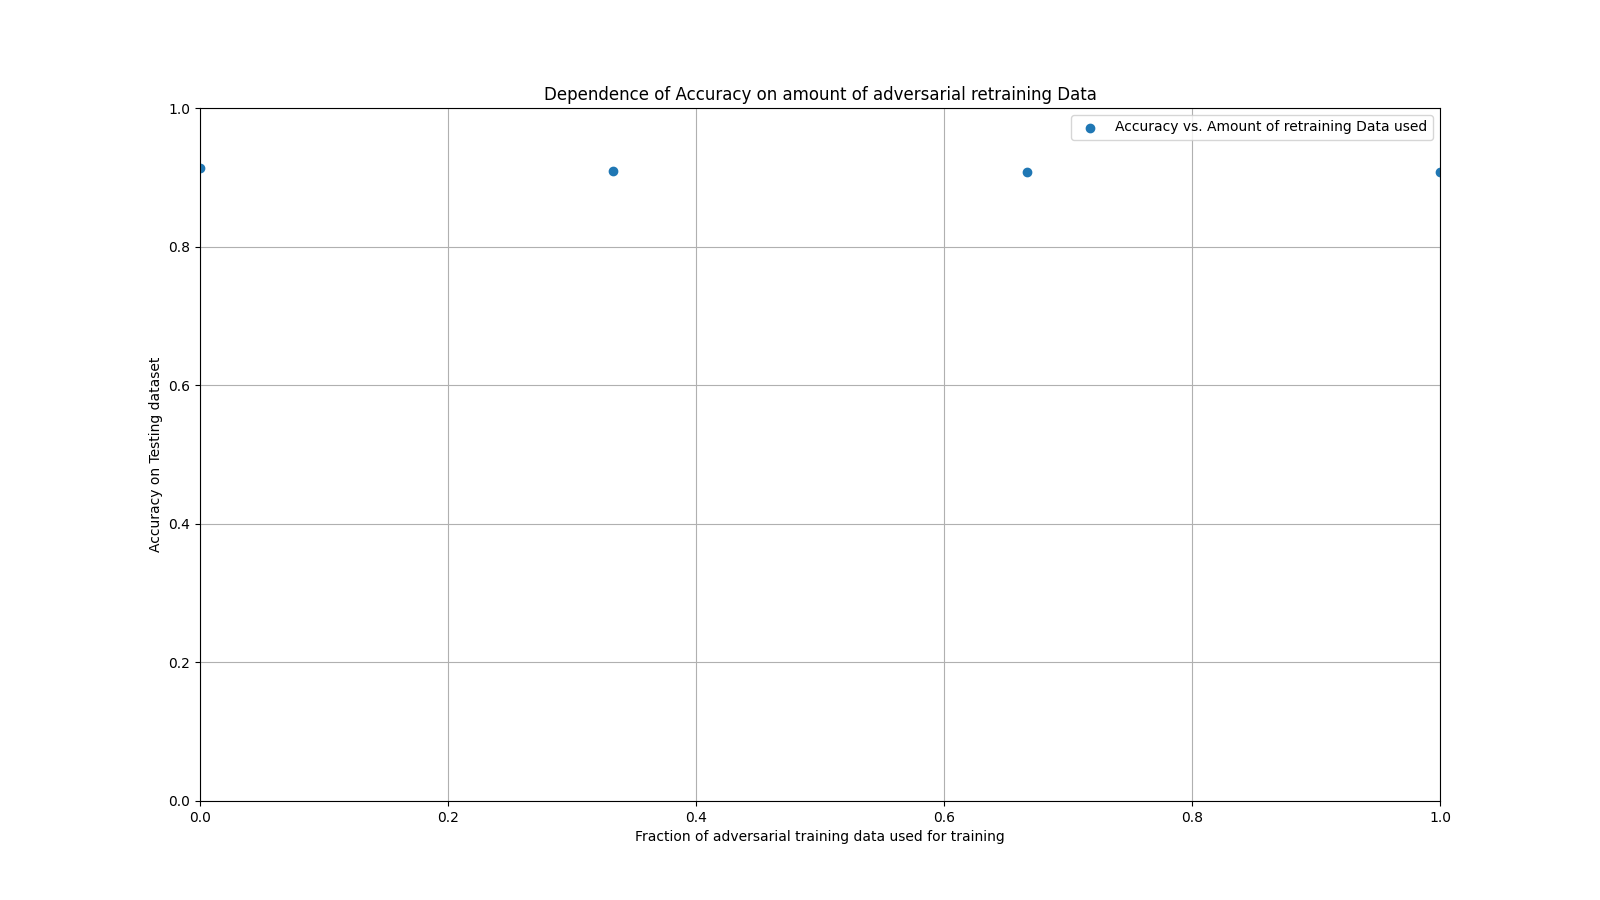 Dependence of Accuracy on amount of adversarial retraining Data
Accuracy vs. Amount of retraining Data used
1.0
0.8
0.6
0.4
0.2
0.0
Accuracy on Testing dataset
0.0 0.2 0.4 0.6 0.8 1.0
Fraction of adversarial training data used for training